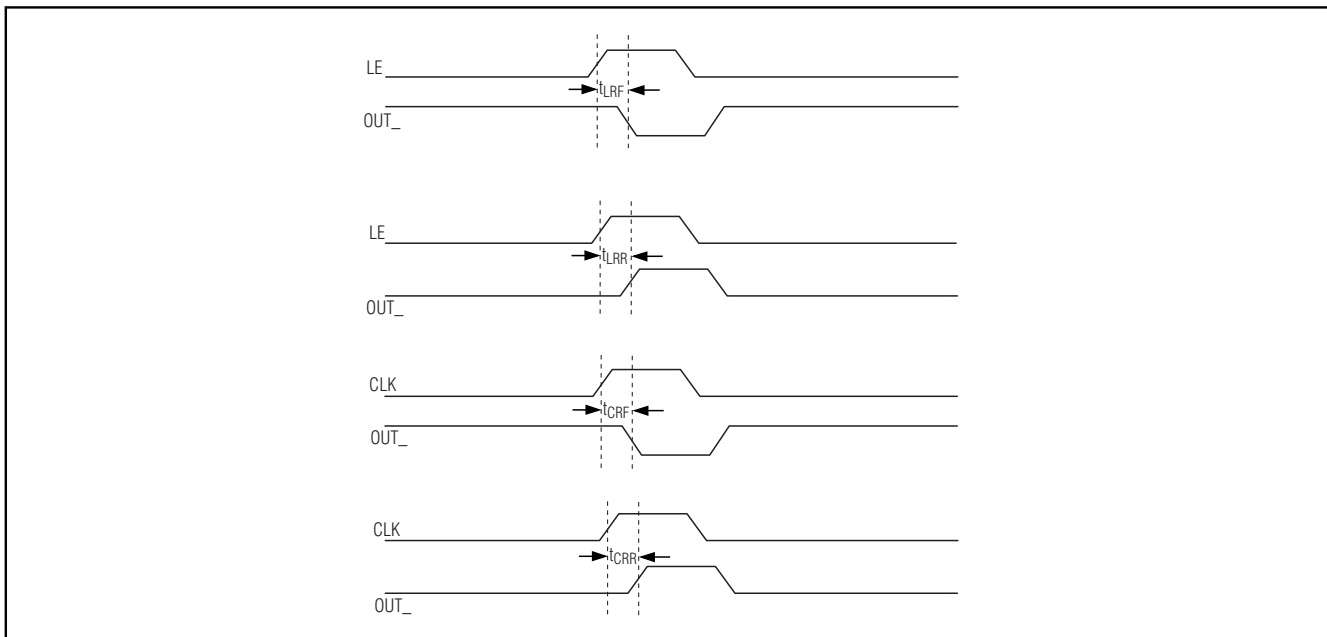 LE
tLRF
OUT_
LE
tLRR
OUT_
CLK
tCRF
OUT_
CLK
tCRR
OUT_